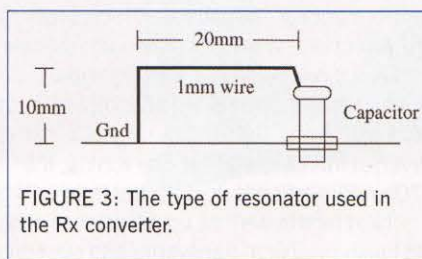 20mm
10mm
1mm wire
Capacitor
Gnd
FIGURE 3: The type of resonator used in
the Rx converter.